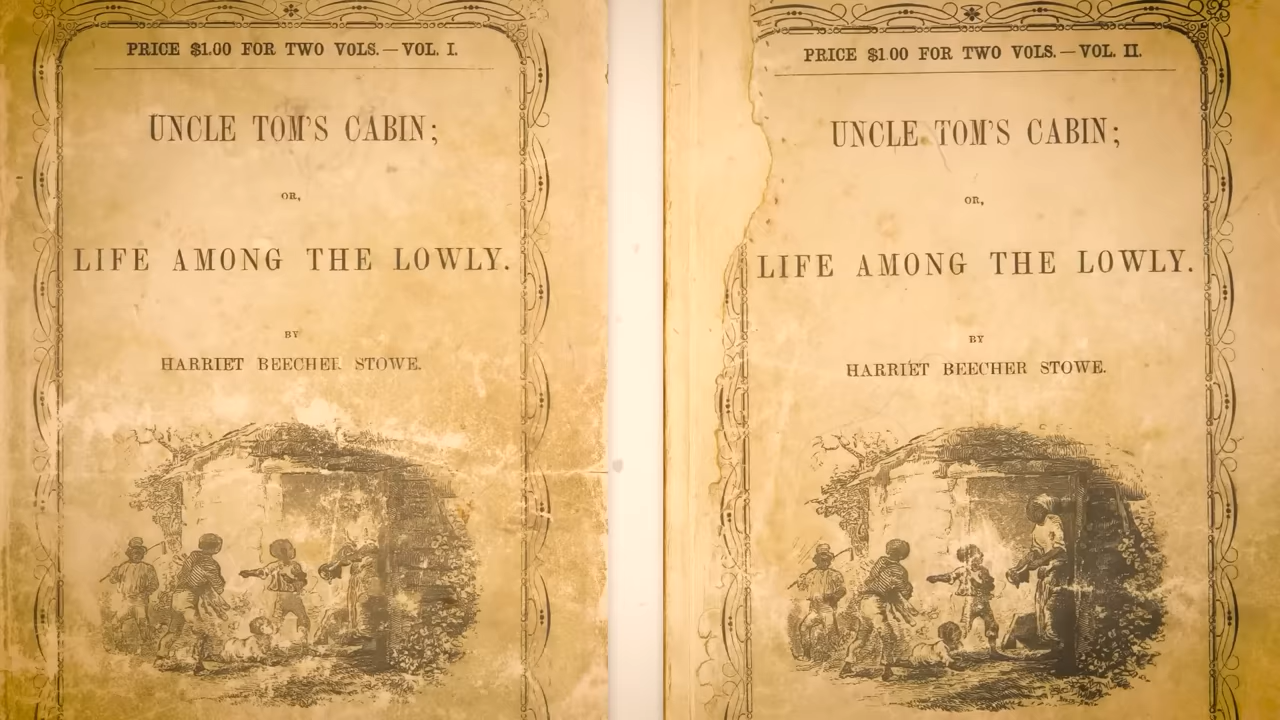 PRICE $1.00 FOR TWO VOLS.—VOL. I.
UNCLE TOM'S CABIN;
OR,
LIFE AMONG THE LOWLY.
BY
HARRIET BEECHER STOWE.
PRICE $1.00 FOR TWO VOLS.—VOL. II.
UNCLE TOM'S CABIN;
OR,
LIFE AMONG THE LOWLY.
BY
HARRIET BEECHER STOWE.